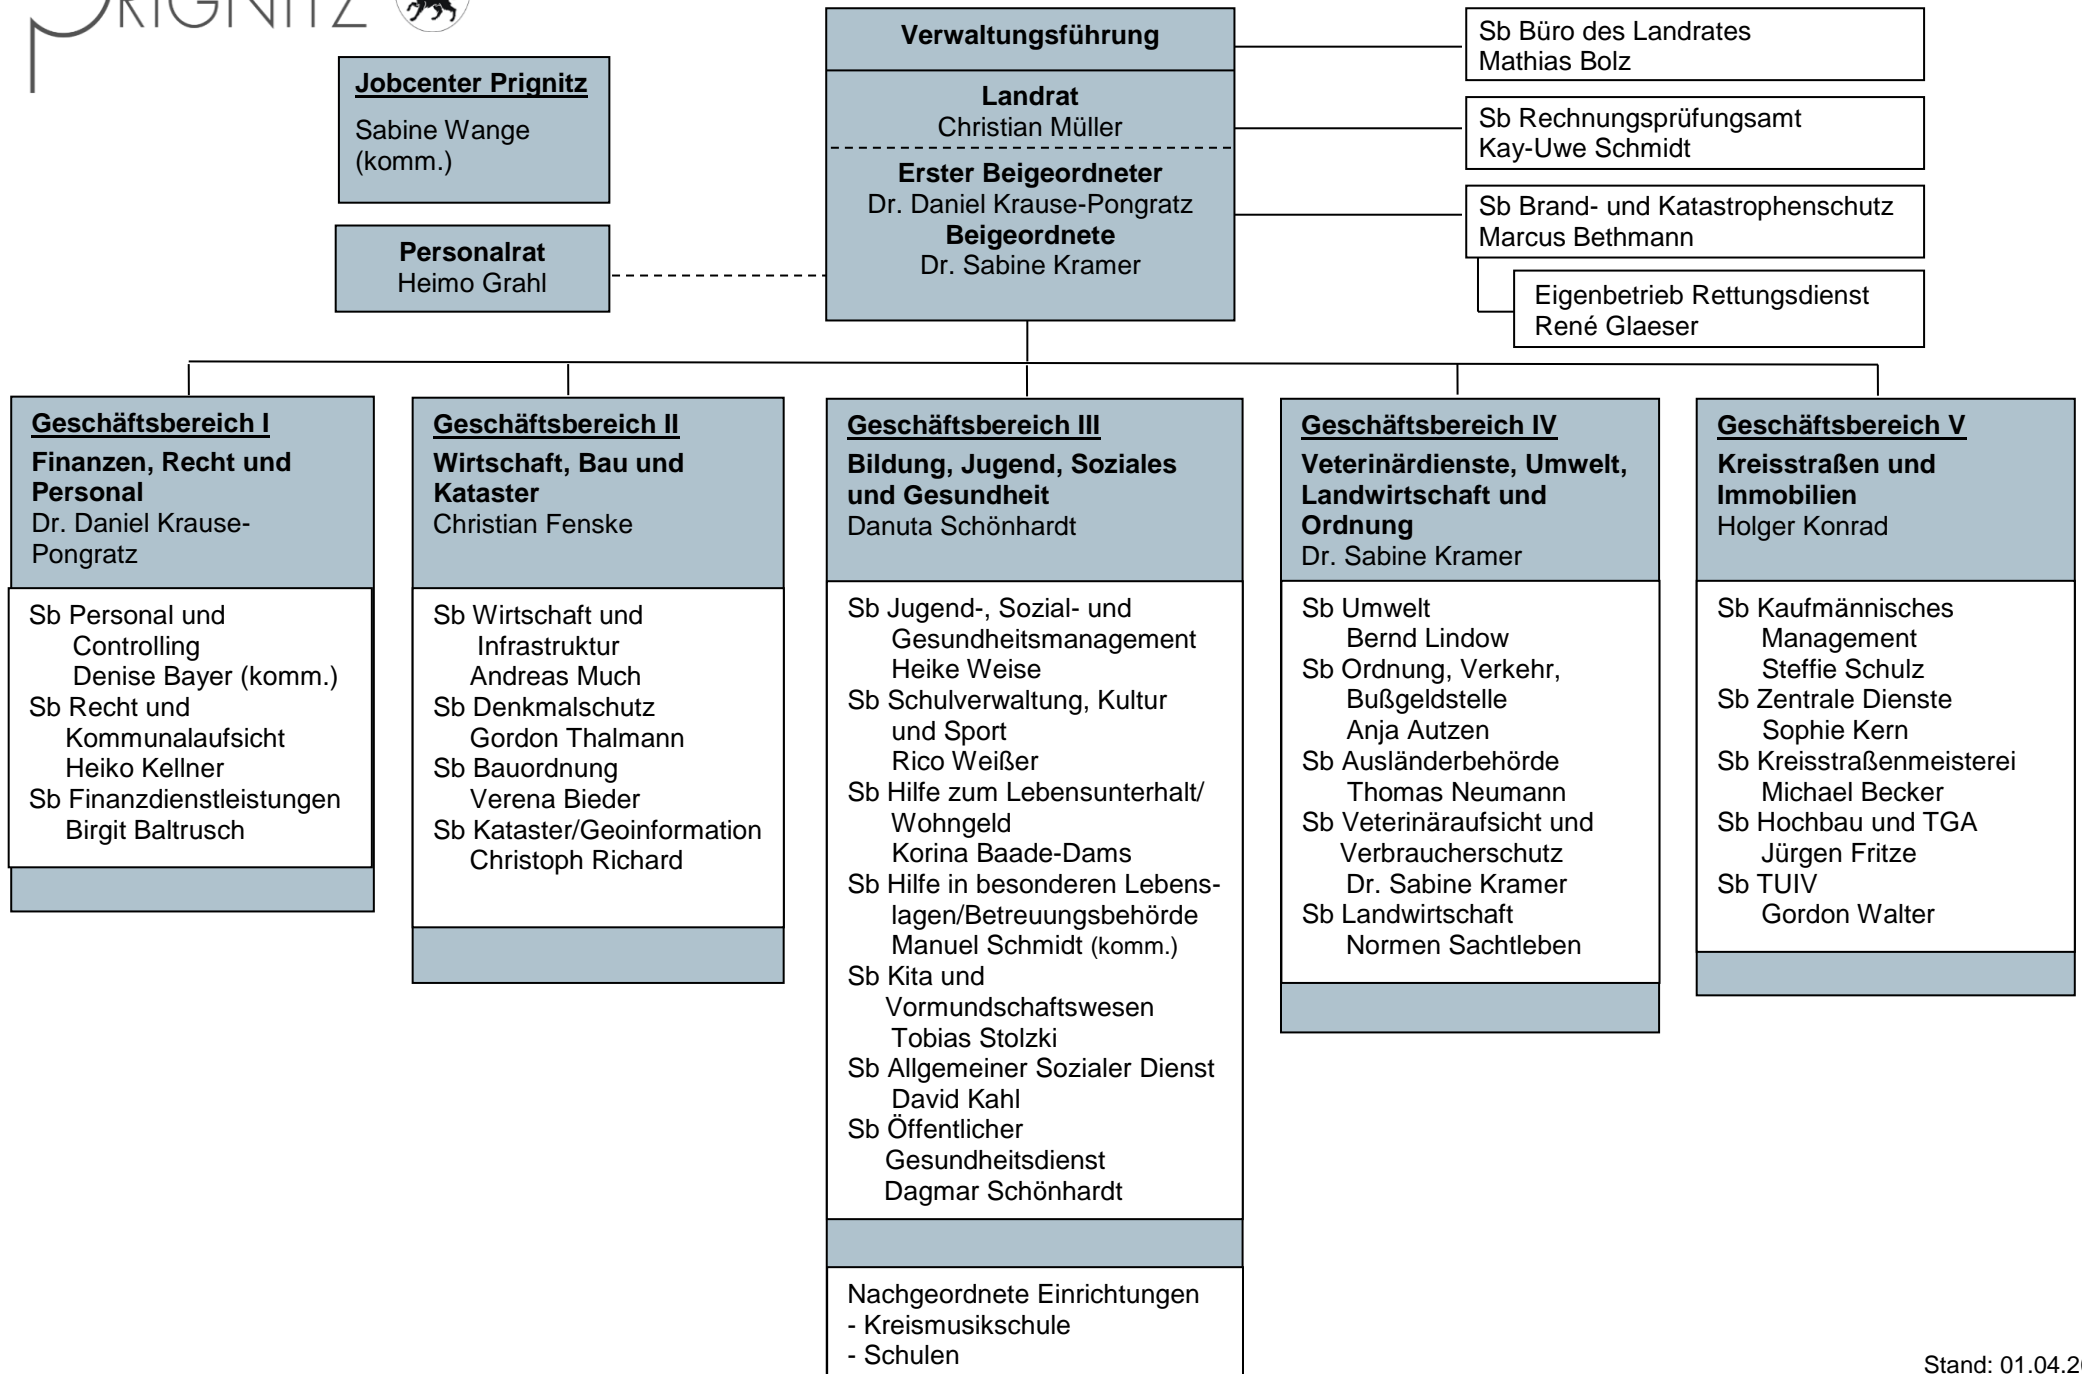 PRIGNITZ
Jobcenter Prignitz
Sabine Wange
(komm.)
Personalrat
Heimo Grahl
Verwaltungsführung
Landrat
Christian Müller
Erster Beigeordneter
Dr. Daniel Krause-Pongratz
Beigeordnete
Dr. Sabine Kramer
Sb Büro des Landrates
Mathias Bolz
Sb Rechnungsprüfungsamt
Kay-Uwe Schmidt
Sb Brand- und Katastrophenschutz
Marcus Bethmann
Eigenbetrieb Rettungsdienst
René Glaeser
Geschäftsbereich I
Finanzen, Recht und
Personal
Dr. Daniel Krause-
Pongratz
Sb Personal und
Controlling
Denise Bayer (komm.)
Sb Recht und
Kommunalaufsicht
Heiko Kellner
Sb Finanzdienstleistungen
Birgit Baltrusch
Geschäftsbereich II
Wirtschaft, Bau und
Kataster
Christian Fenske
Sb Wirtschaft und
Infrastruktur
Andreas Much
Sb Denkmalschutz
Gordon Thalmann
Sb Bauordnung
Verena Bieder
Sb Kataster/Geoinformation
Christoph Richard
Geschäftsbereich III
Bildung, Jugend, Soziales
und Gesundheit
Danuta Schönhardt
Sb Jugend-, Sozial- und
Gesundheitsmanagement
Heike Weise
Sb Schulverwaltung, Kultur
und Sport
Rico Weißer
Sb Hilfe zum Lebensunterhalt/
Wohngeld
Korina Baade-Dams
Sb Hilfe in besonderen Lebens-
lagen/Betreuungsbehörde
Manuel Schmidt (komm.)
Sb Kita und
Vormundschaftswesen
Tobias Stolzki
Sb Allgemeiner Sozialer Dienst
David Kahl
Sb Öffentlicher
Gesundheitsdienst
Dagmar Schönhardt
Nachgeordnete Einrichtungen
- Kreismusikschule
- Schulen
Geschäftsbereich IV
Veterinärdienste, Umwelt,
Landwirtschaft und
Ordnung
Dr. Sabine Kramer
Sb Umwelt
Bernd Lindow
Sb Ordnung, Verkehr,
Bußgeldstelle
Anja Autzen
Sb Ausländerbehörde
Thomas Neumann
Sb Veterinäraufsicht und
Verbraucherschutz
Dr. Sabine Kramer
Sb Landwirtschaft
Normen Sachtleben
Geschäftsbereich V
Kreisstraßen und
Immobilien
Holger Konrad
Sb Kaufmännisches
Management
Steffie Schulz
Sb Zentrale Dienste
Sophie Kern
Sb Kreisstraßenmeisterei
Michael Becker
Sb Hochbau und TGA
Jürgen Fritze
Sb TUIV
Gordon Walter
Stand: 01.04.2